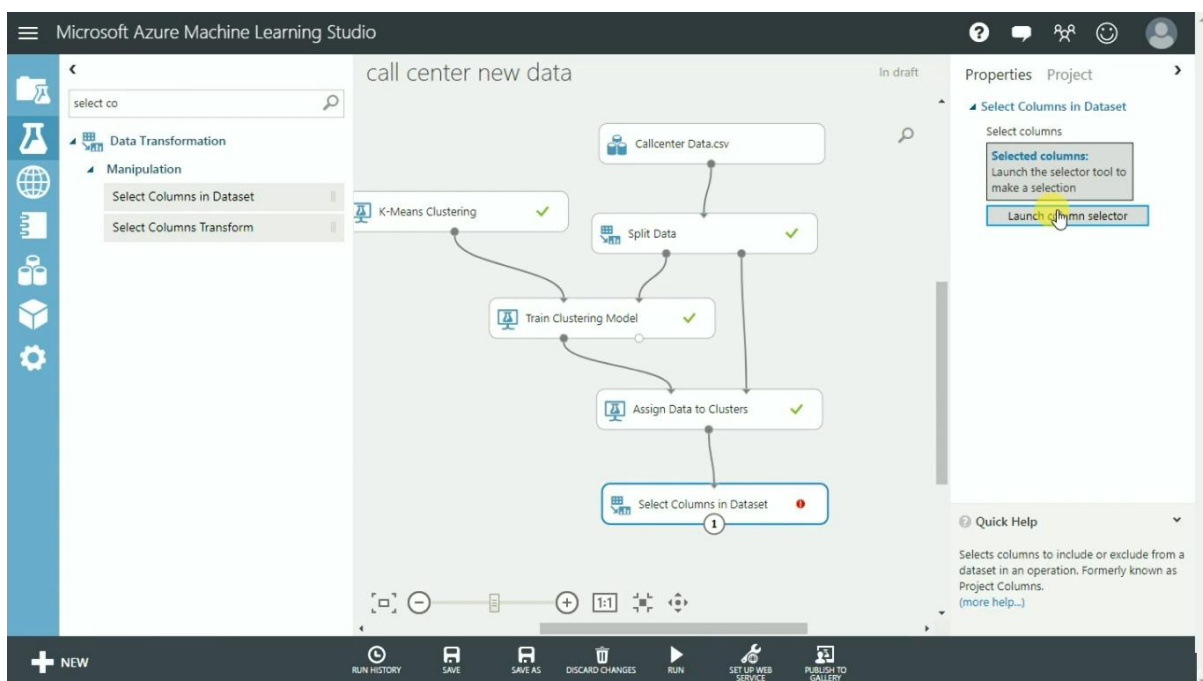 Microsoft Azure Machine Learning Studio
?
select co
Data Transformation
Manipulation
Select Columns in Dataset
Select Columns Transform
call center new data
In draft
Callcenter Data.csv
K-Means Clustering
Split Data
Train Clustering Model
Assign Data to Clusters
Select Columns in Dataset
1
1:1
Properties Project
Select Columns in Dataset
Select columns
Selected columns:
Launch the selector tool to
make a selection
Launch column selector
Quick Help
Selects columns to include or exclude from a
dataset in an operation. Formerly known as
Project Columns.
(more help...)
NEW
RUN HISTORY
SAVE
SAVE AS
DISCARD CHANGES
RUN
SET UP WEB
SERVICE
PUBLISH TO
GALLERY